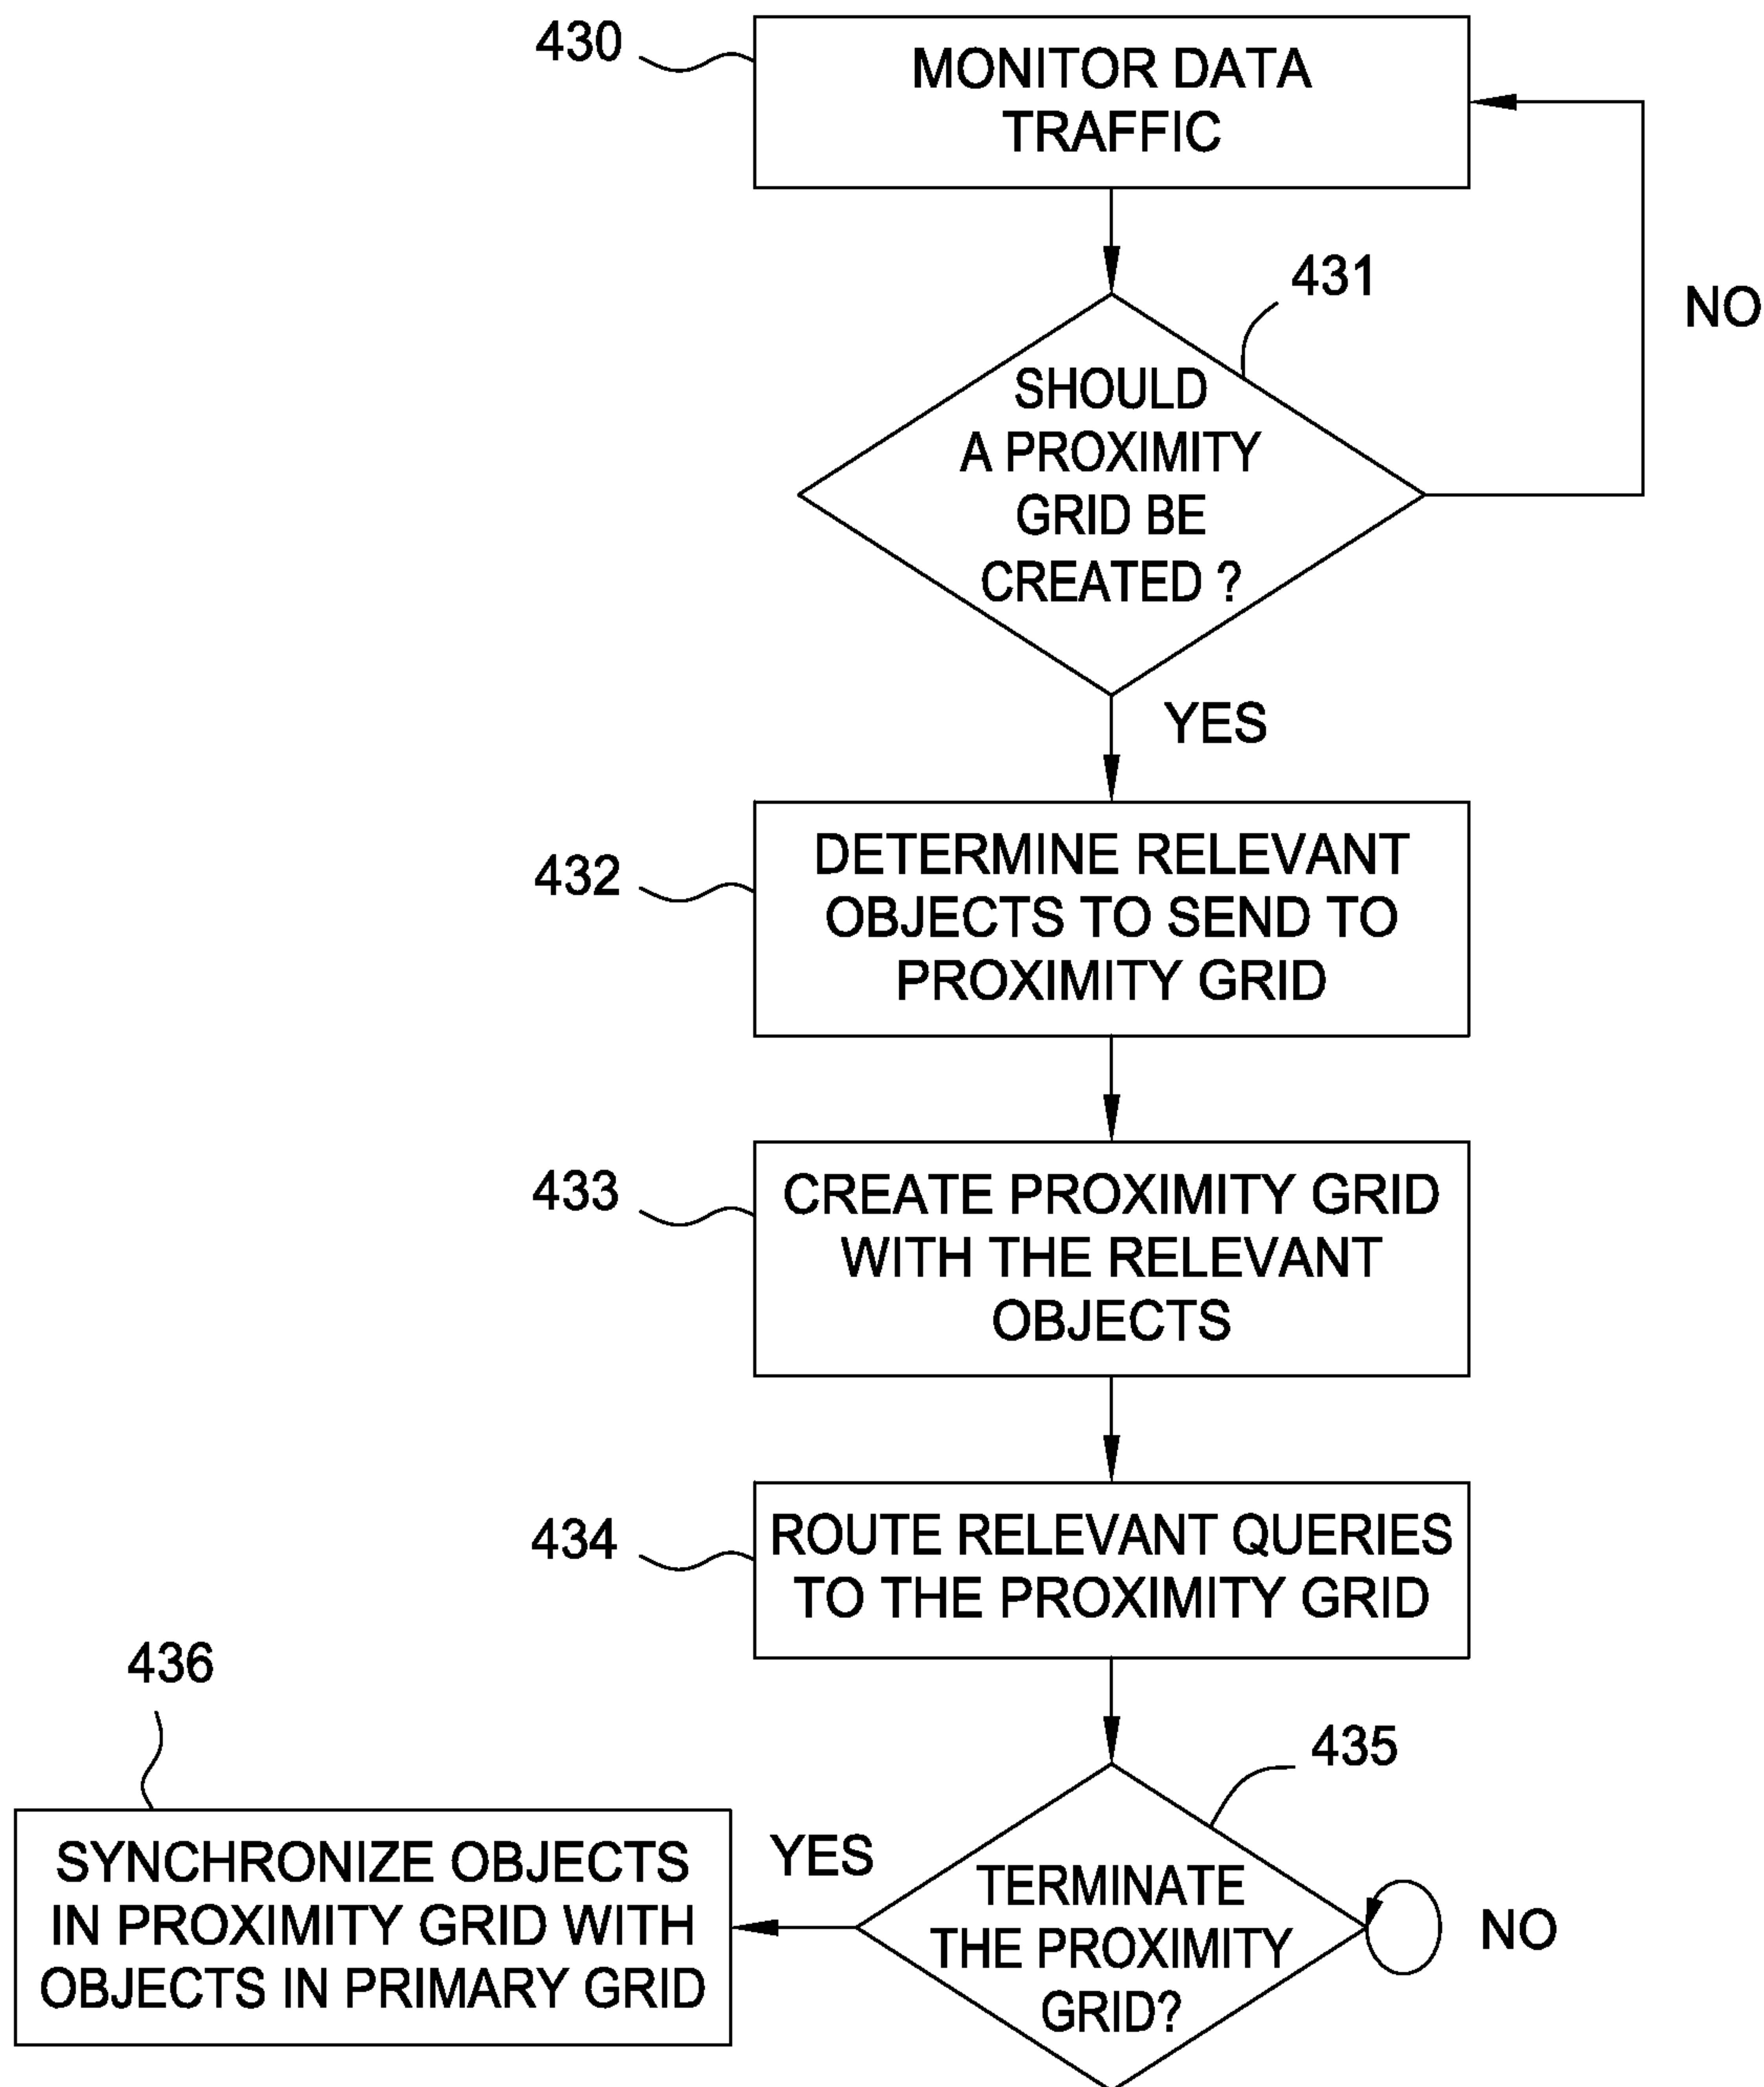 430
MONITOR DATA
TRAFFIC
431
NO
SHOULD
A PROXIMITY
GRID BE
CREATED ?
YES
432
DETERMINE RELEVANT
OBJECTS TO SEND TO
PROXIMITY GRID
433
CREATE PROXIMITY GRID
WITH THE RELEVANT
OBJECTS
434
ROUTE RELEVANT QUERIES
TO THE PROXIMITY GRID
435
TERMINATE
THE PROXIMITY
GRID?
NO
YES
436
SYNCHRONIZE OBJECTS
IN PROXIMITY GRID WITH
OBJECTS IN PRIMARY GRID